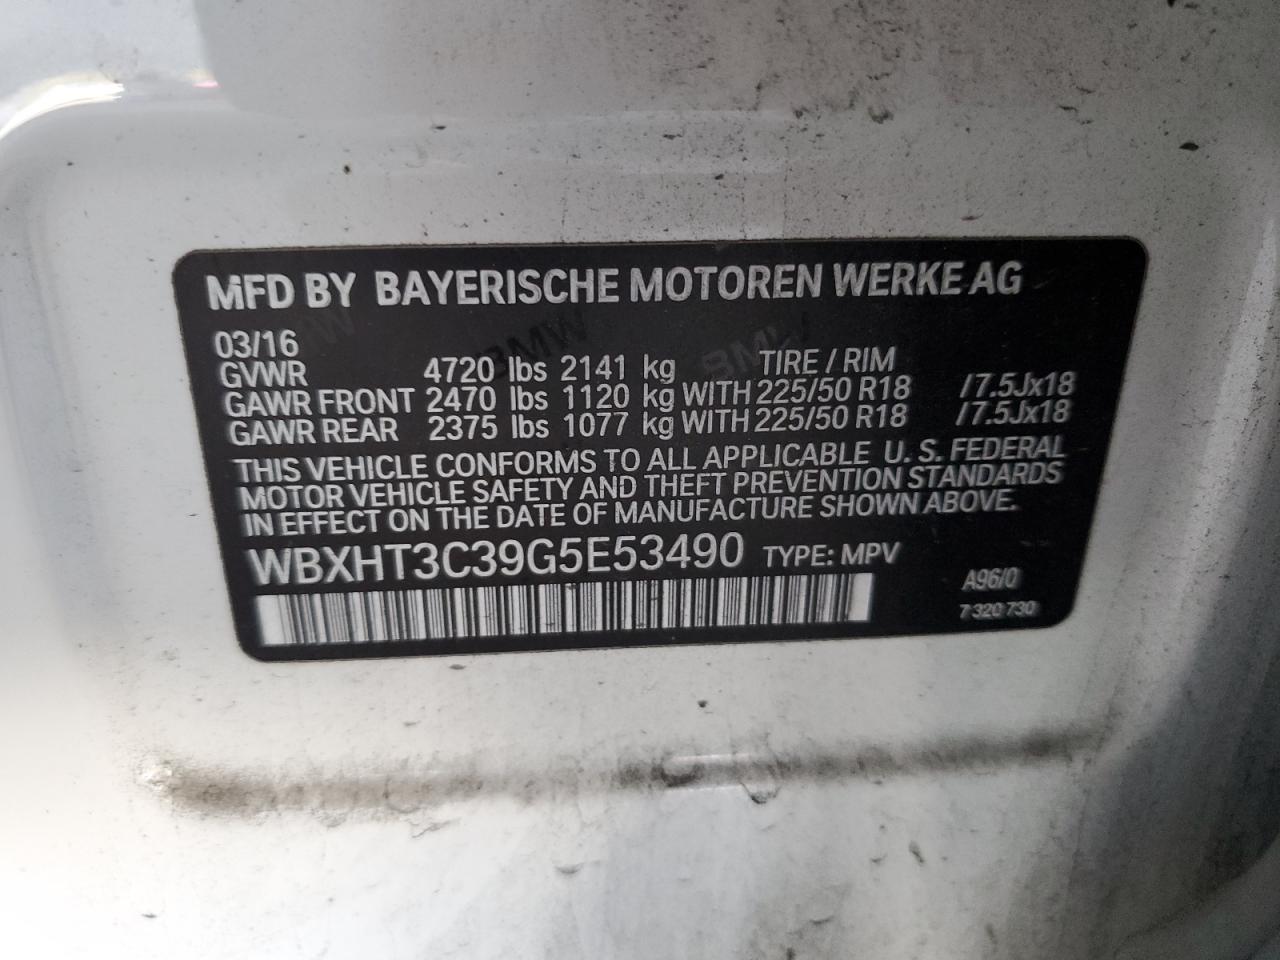 MFD BY BAYERISCHE MOTOREN WERKE AG
03/16
GVWR 4720 lbs 2141 kg TIRE / RIM
GAWR FRONT 2470 lbs 1120 kg WITH 225/50 R18 /7.5Jx18
GAWR REAR 2375 lbs 1077 kg WITH 225/50 R18 /7.5Jx18
THIS VEHICLE CONFORMS TO ALL APPLICABLE U. S. FEDERAL
MOTOR VEHICLE SAFETY AND THEFT PREVENTION STANDARDS
IN EFFECT ON THE DATE OF MANUFACTURE SHOWN ABOVE.
WBXHT3C39G5E53490 TYPE: MPV
A96/0
7 320 730
BMW
BMW